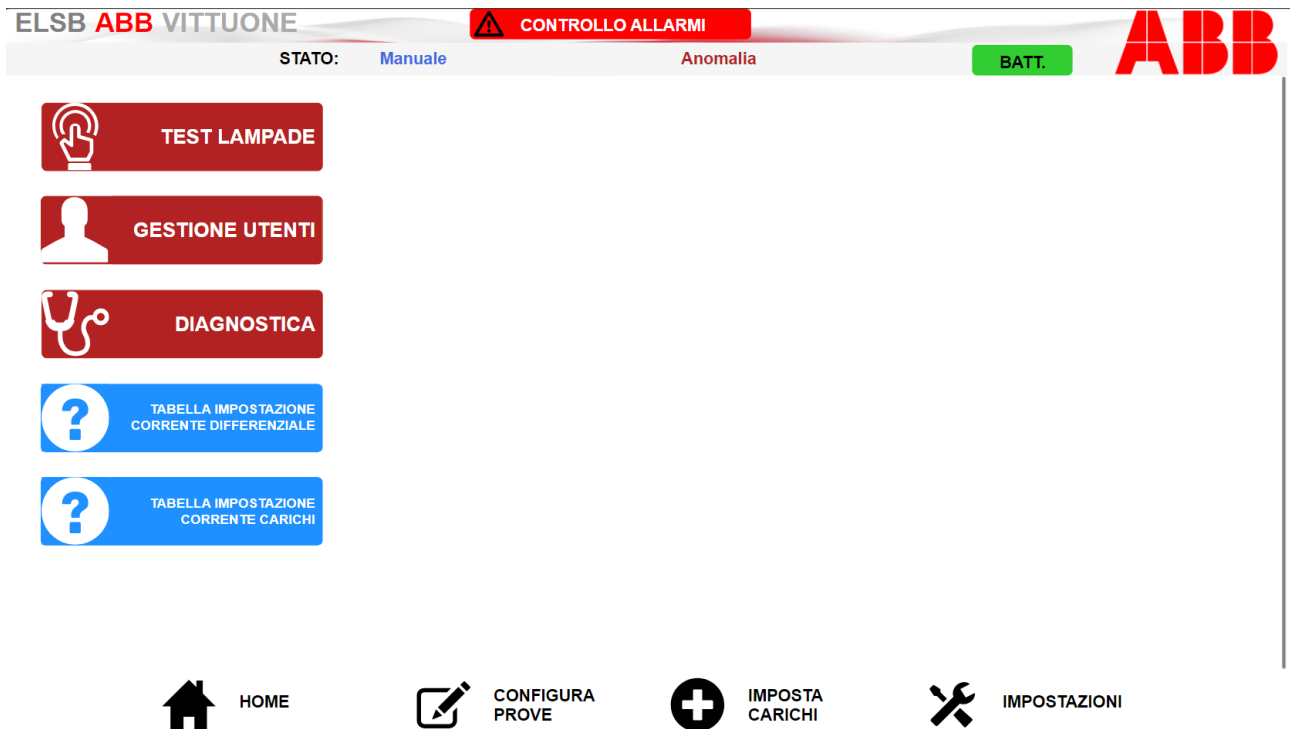 ELSB ABB VITTUONE
CONTROLLO ALLARMI
ABB
STATO: Manuale Anomalia BATT.
TEST LAMPADE
GESTIONE UTENTI
DIAGNOSTICA
?
TABELLA IMPOSTAZIONE
CORRENTE DIFFERENZIALE
?
TABELLA IMPOSTAZIONE
CORRENTE CARICHI
HOME
CONFIGURA
PROVE
IMPOSTA
CARICHI
IMPOSTAZIONI